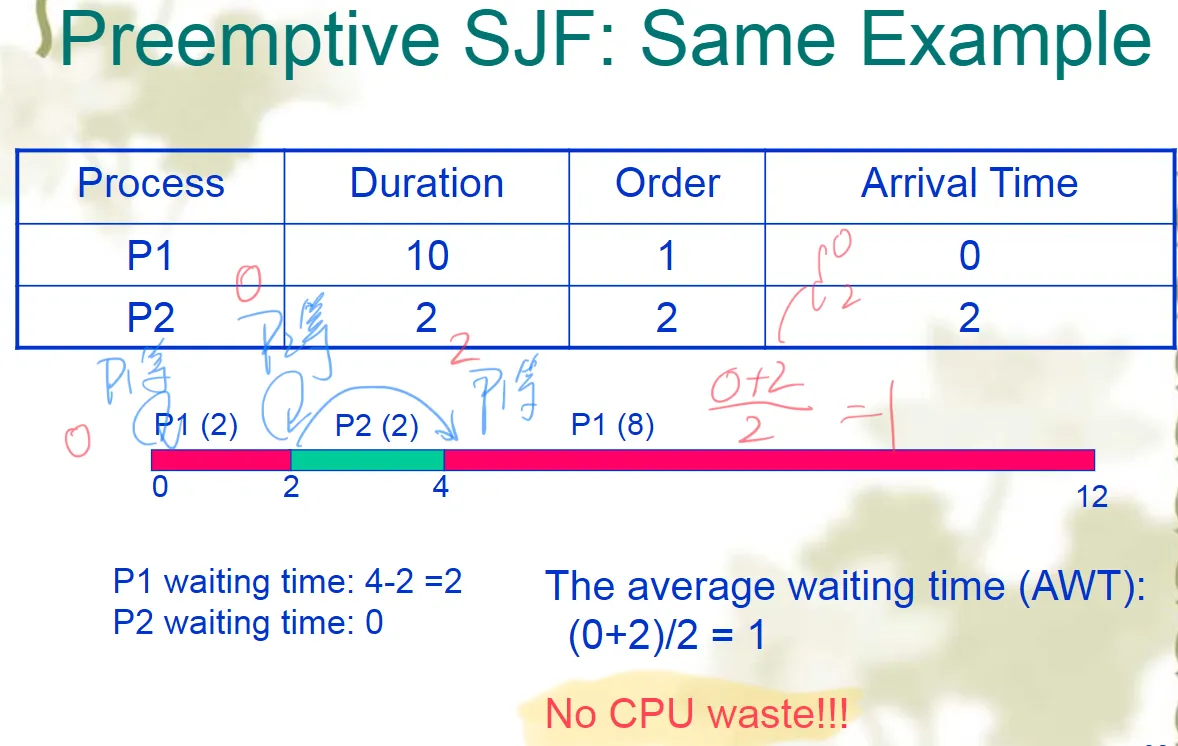 Preemptive SJF: Same Example
Process Duration Order Arrival Time
P1 10 1 0
P2 2 2 2
0 P2等 0 2
P1等 2 P1等 0+2/2 =1
0 P1 (2) P2 (2) P1 (8)
0 2 4 12
P1 waiting time: 4-2 =2
P2 waiting time: 0
The average waiting time (AWT):
(0+2)/2 = 1
No CPU waste!!!